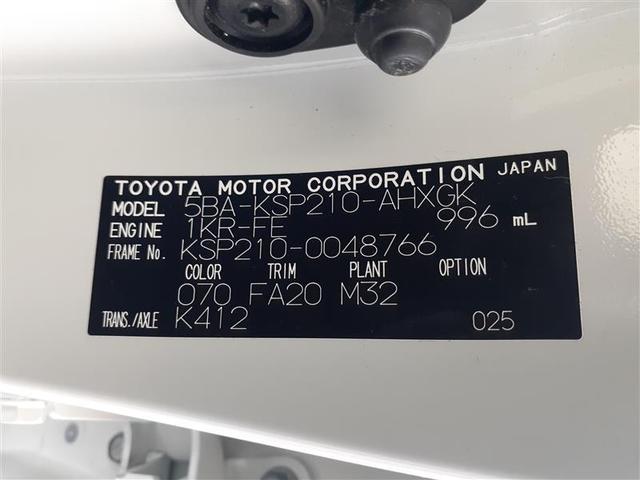 TOYOTA MOTOR CORPORATION JAPAN
MODEL 5BA-KSP210-AHXGK
ENGINE 1KR-FE 996 mL
FRAME No. KSP210-0048766
COLOR TRIM PLANT OPTION
070 FA20 M32
TRANS./AXLE K412 025